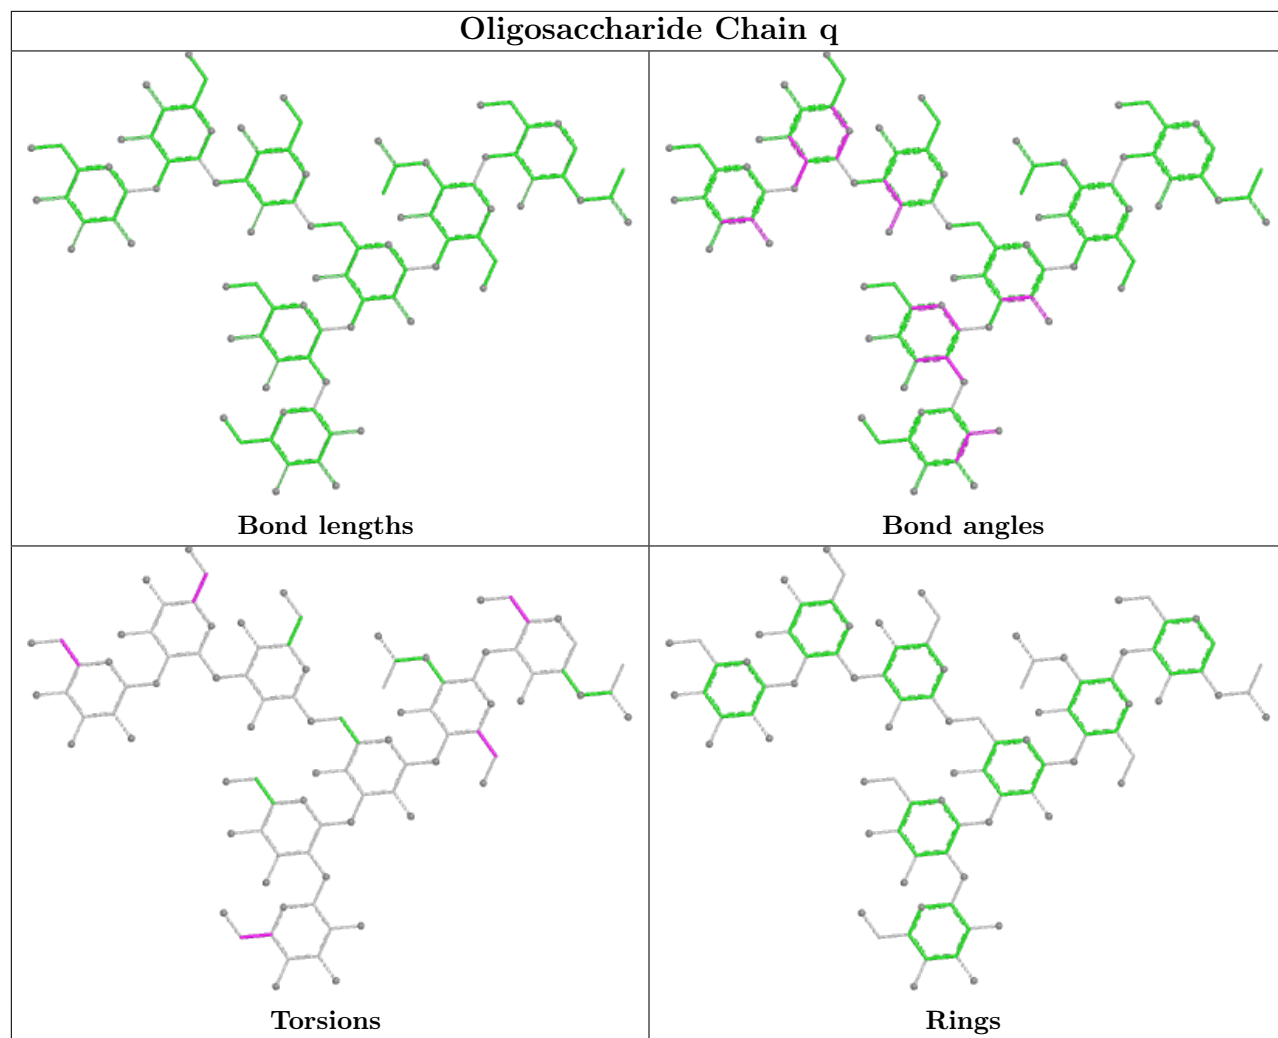 Oligosaccharide Chain q
Bond lengths
Bond angles
Torsions
Rings